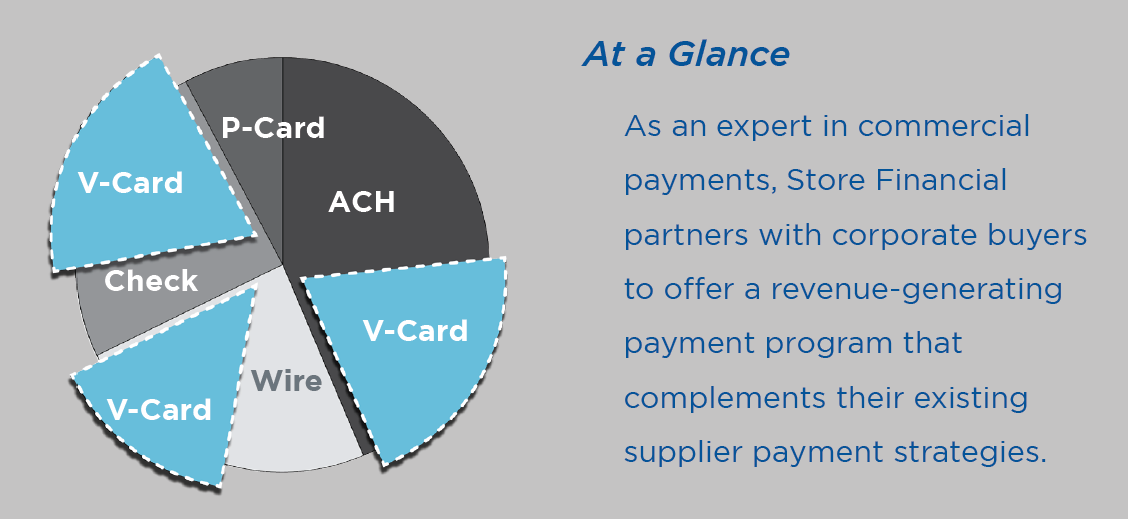 P-Card
V-Card
ACH
Check
V-Card
Wire
V-Card
At a Glance
As an expert in commercial
payments, Store Financial
partners with corporate buyers
to offer a revenue-generating
payment program that
complements their existing
supplier payment strategies.